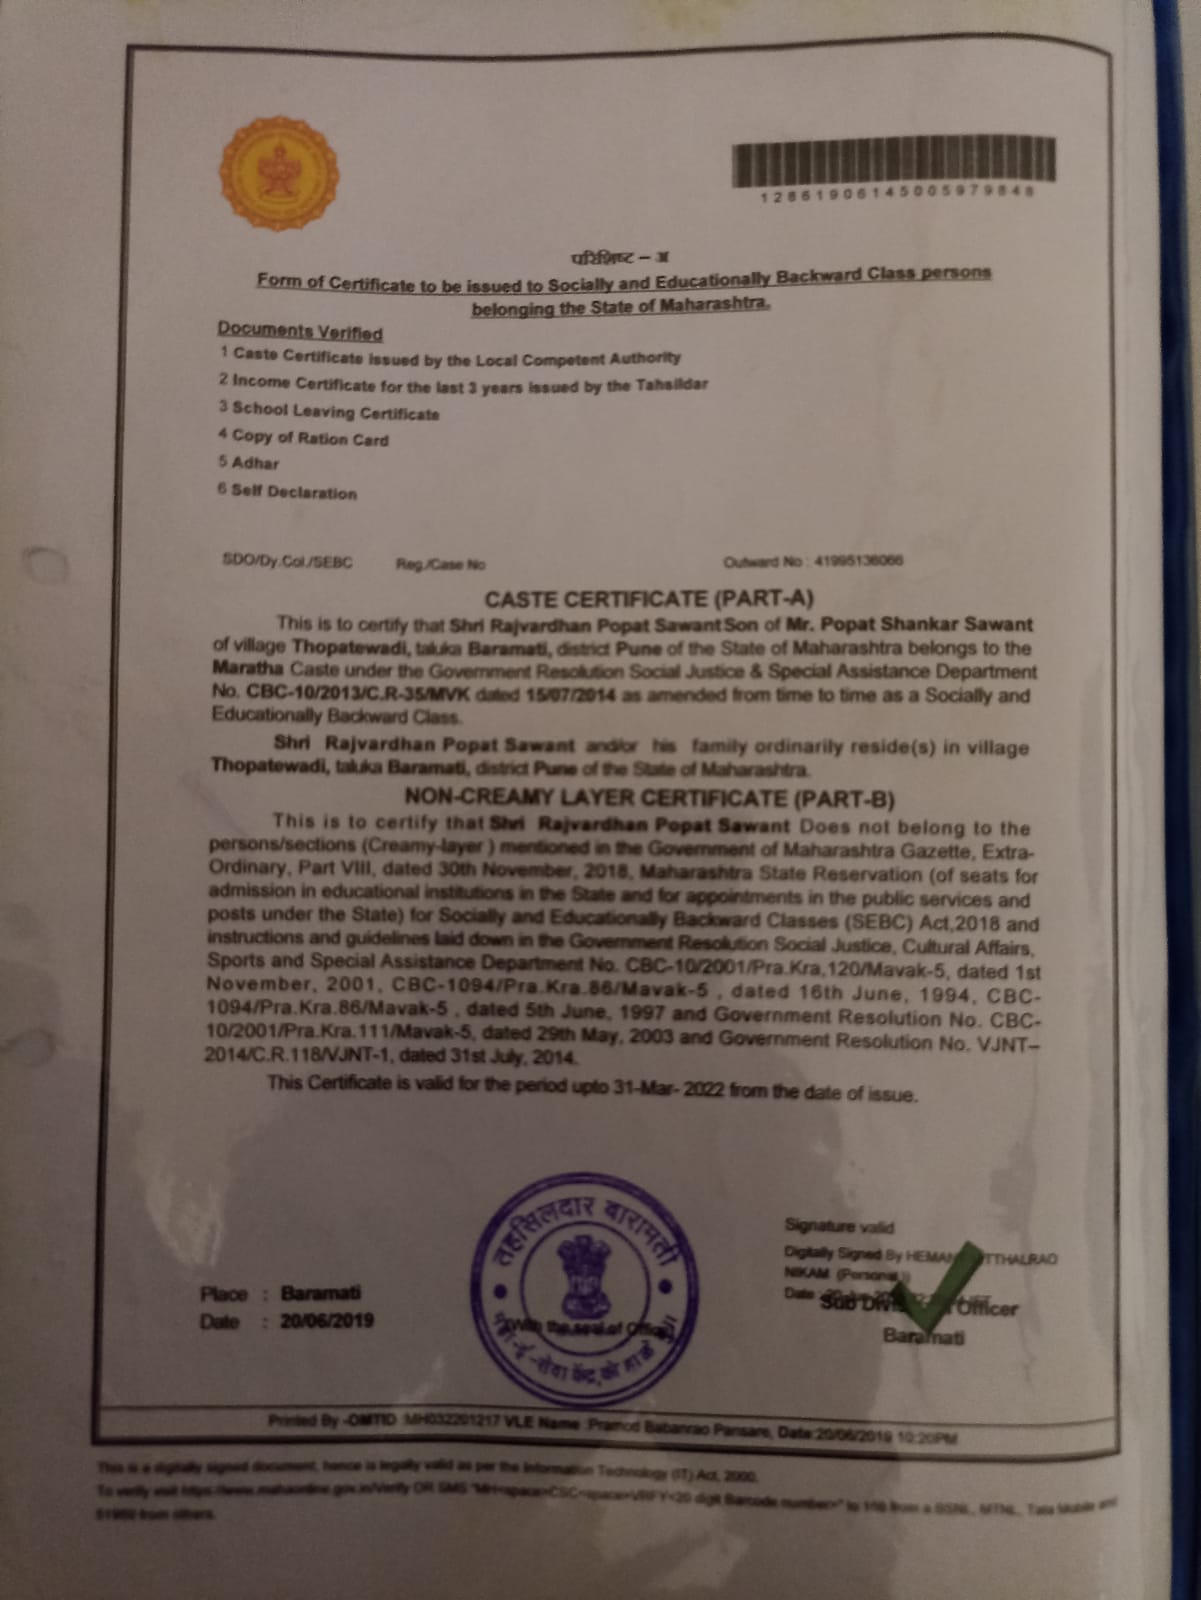 12861906145005979848
परिशिष्ट – अ
Form of Certificate to be issued to Socially and Educationally Backward Class persons
belonging the State of Maharashtra.
Documents Verified
1 Caste Certificate issued by the Local Competent Authority
2 Income Certificate for the last 3 years issued by the Tahsildar
3 School Leaving Certificate
4 Copy of Ration Card
5 Adhar
6 Self Declaration
SDO/Dy.Col./SEBC Reg./Case No Outward No : 41995136066
CASTE CERTIFICATE (PART-A)
This is to certify that Shri Rajvardhan Popat Sawant Son of Mr. Popat Shankar Sawant
of village Thopatewadi, taluka Baramati, district Pune of the State of Maharashtra belongs to the
Maratha Caste under the Government Resolution Social Justice & Special Assistance Department
No. CBC-10/2013/C.R-35/MVK dated 15/07/2014 as amended from time to time as a Socially and
Educationally Backward Class.
Shri Rajvardhan Popat Sawant and/or his family ordinarily reside(s) in village
Thopatewadi, taluka Baramati, district Pune of the State of Maharashtra.
NON-CREAMY LAYER CERTIFICATE (PART-B)
This is to certify that Shri Rajvardhan Popat Sawant Does not belong to the
persons/sections (Creamy-layer ) mentioned in the Government of Maharashtra Gazette, Extra-
Ordinary, Part VIII, dated 30th November, 2018, Maharashtra State Reservation (of seats for
admission in educational institutions in the State and for appointments in the public services and
posts under the State) for Socially and Educationally Backward Classes (SEBC) Act,2018 and
instructions and guidelines laid down in the Government Resolution Social Justice, Cultural Affairs,
Sports and Special Assistance Department No. CBC-10/2001/Pra.Kra,120/Mavak-5, dated 1st
November, 2001, CBC-1094/Pra.Kra.86/Mavak-5 , dated 16th June, 1994, CBC-
1094/Pra.Kra.86/Mavak-5 , dated 5th June, 1997 and Government Resolution No. CBC-
10/2001/Pra.Kra.111/Mavak-5, dated 29th May, 2003 and Government Resolution No. VJNT–
2014/C.R.118/VJNT-1, dated 31st July, 2014.
This Certificate is valid for the period upto 31-Mar- 2022 from the date of issue.
Signature valid
Digitally Signed By
NIKAM (Personal)
Date :
Officer
Baramati
Place : Baramati
Date : 20/06/2019
तहसिलदार बारामती
(With the seal of Office
Printed By -OMTID :MH032201217 VLE Name :Pramod Babanrao Pansare, Date:20/06/2019 10:20PM
This is a digitally signed document, hence is legally valid as per the Information Technology (IT) Act, 2000.
To verify visit https://www.mahaonline.gov.in/Verify OR SMS "MH<space>CSC<space>VRFY<20 digit Barcode number>" to 166 from a BSNL, MTNL, Tata Mobile and
51969 from others.